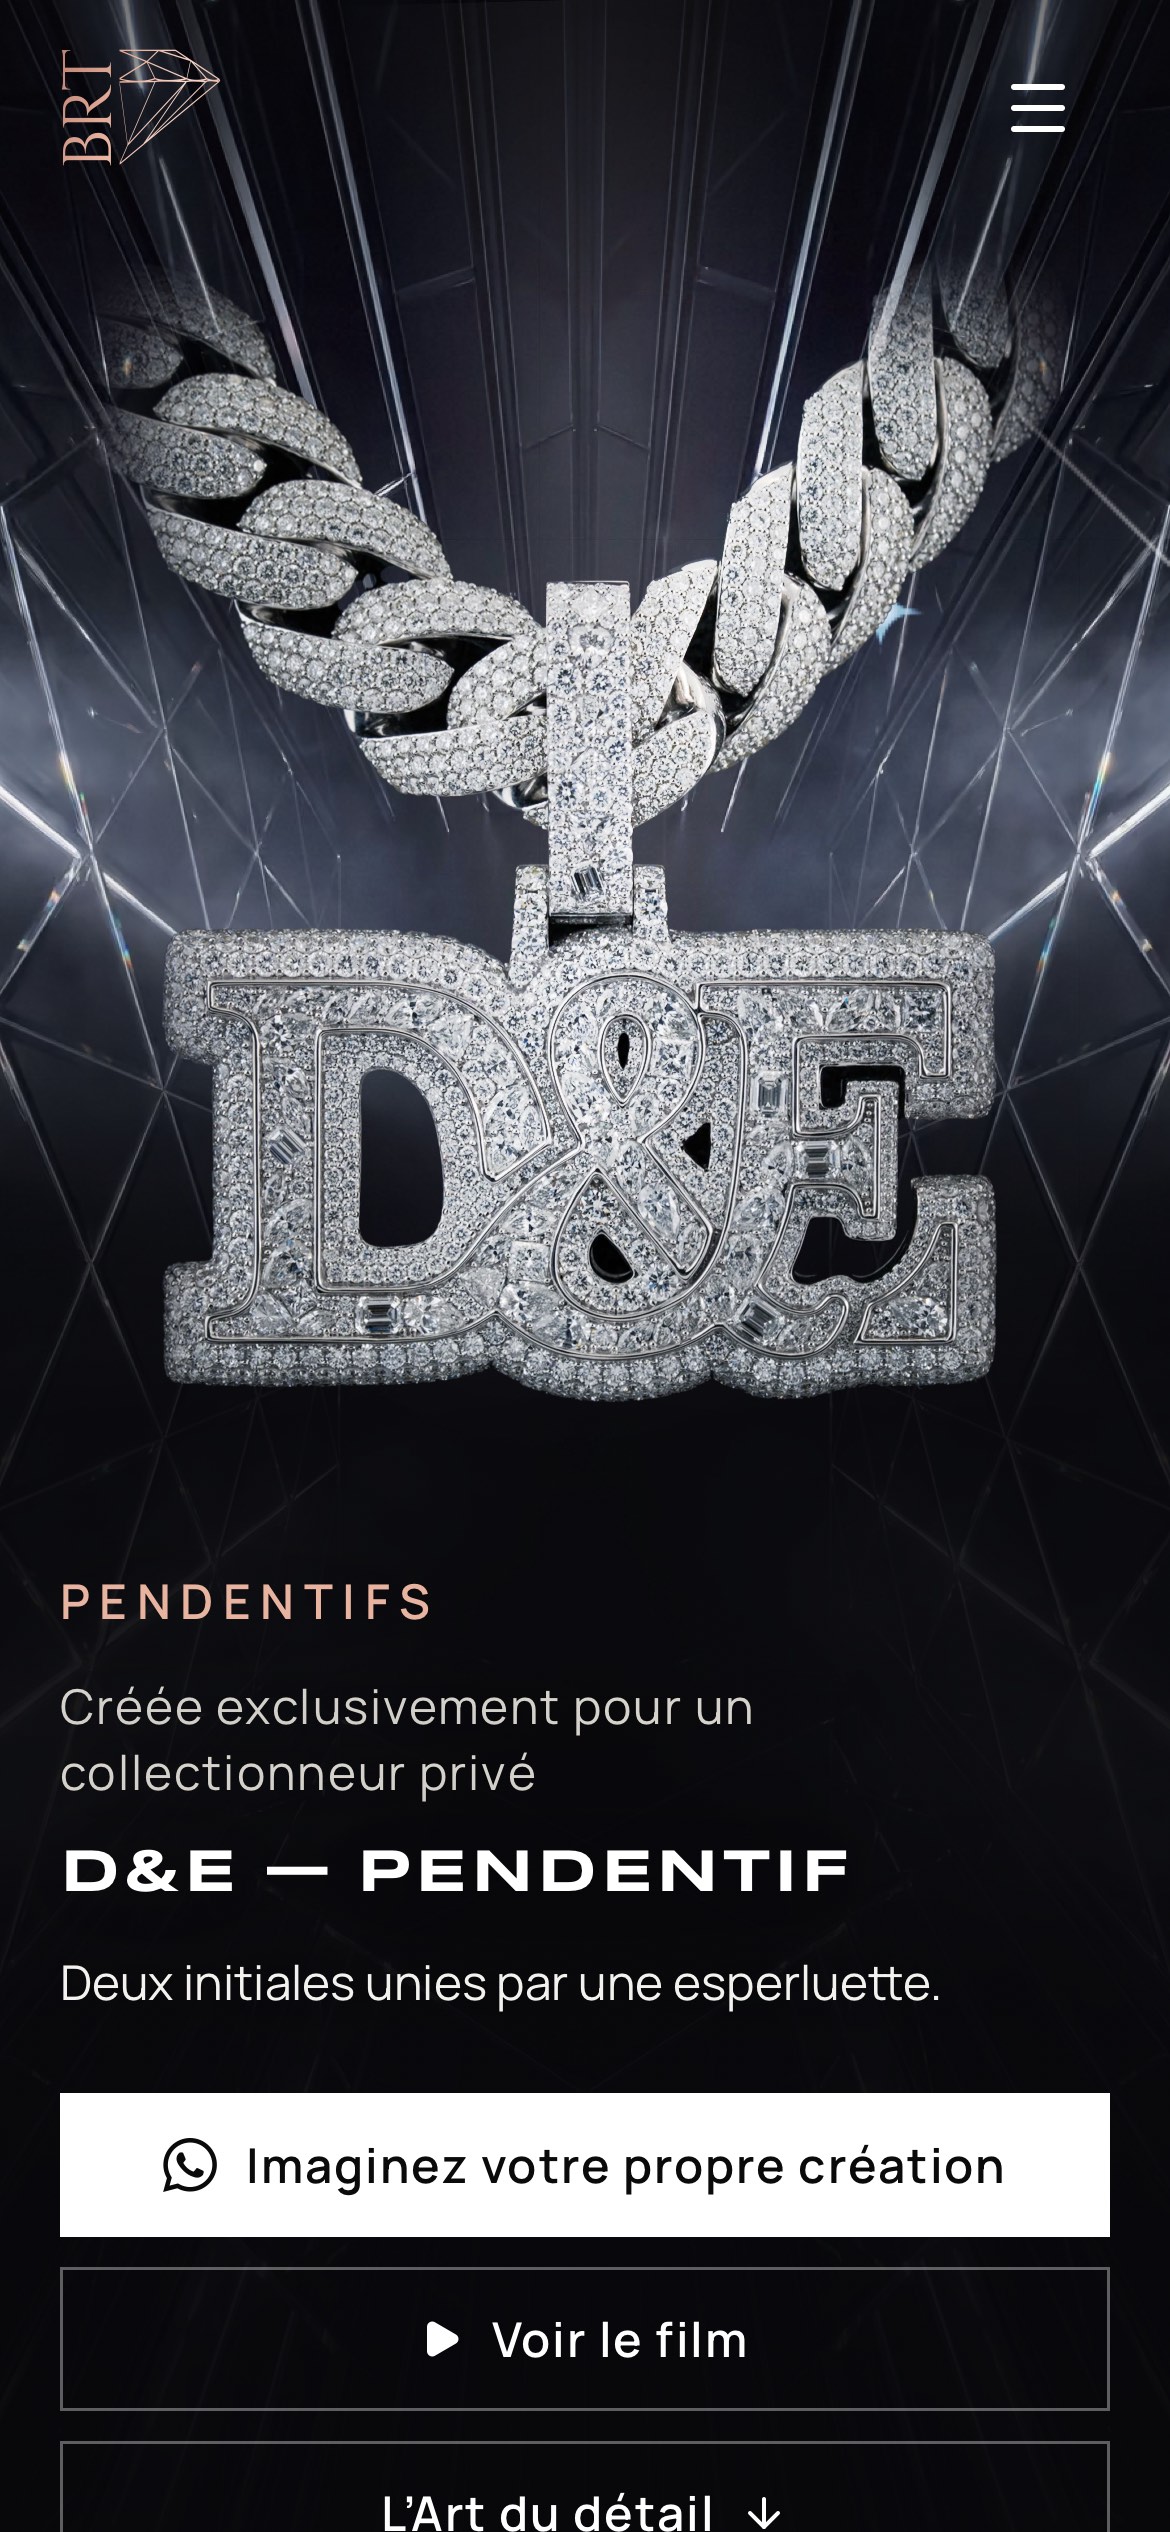 BRT
D&E
PENDENTIFS
Créée exclusivement pour un
collectionneur privé
D&E — PENDENTIF
Deux initiales unies par une esperluette.
Imaginez votre propre création
Voir le film
L’Art du détail ↓